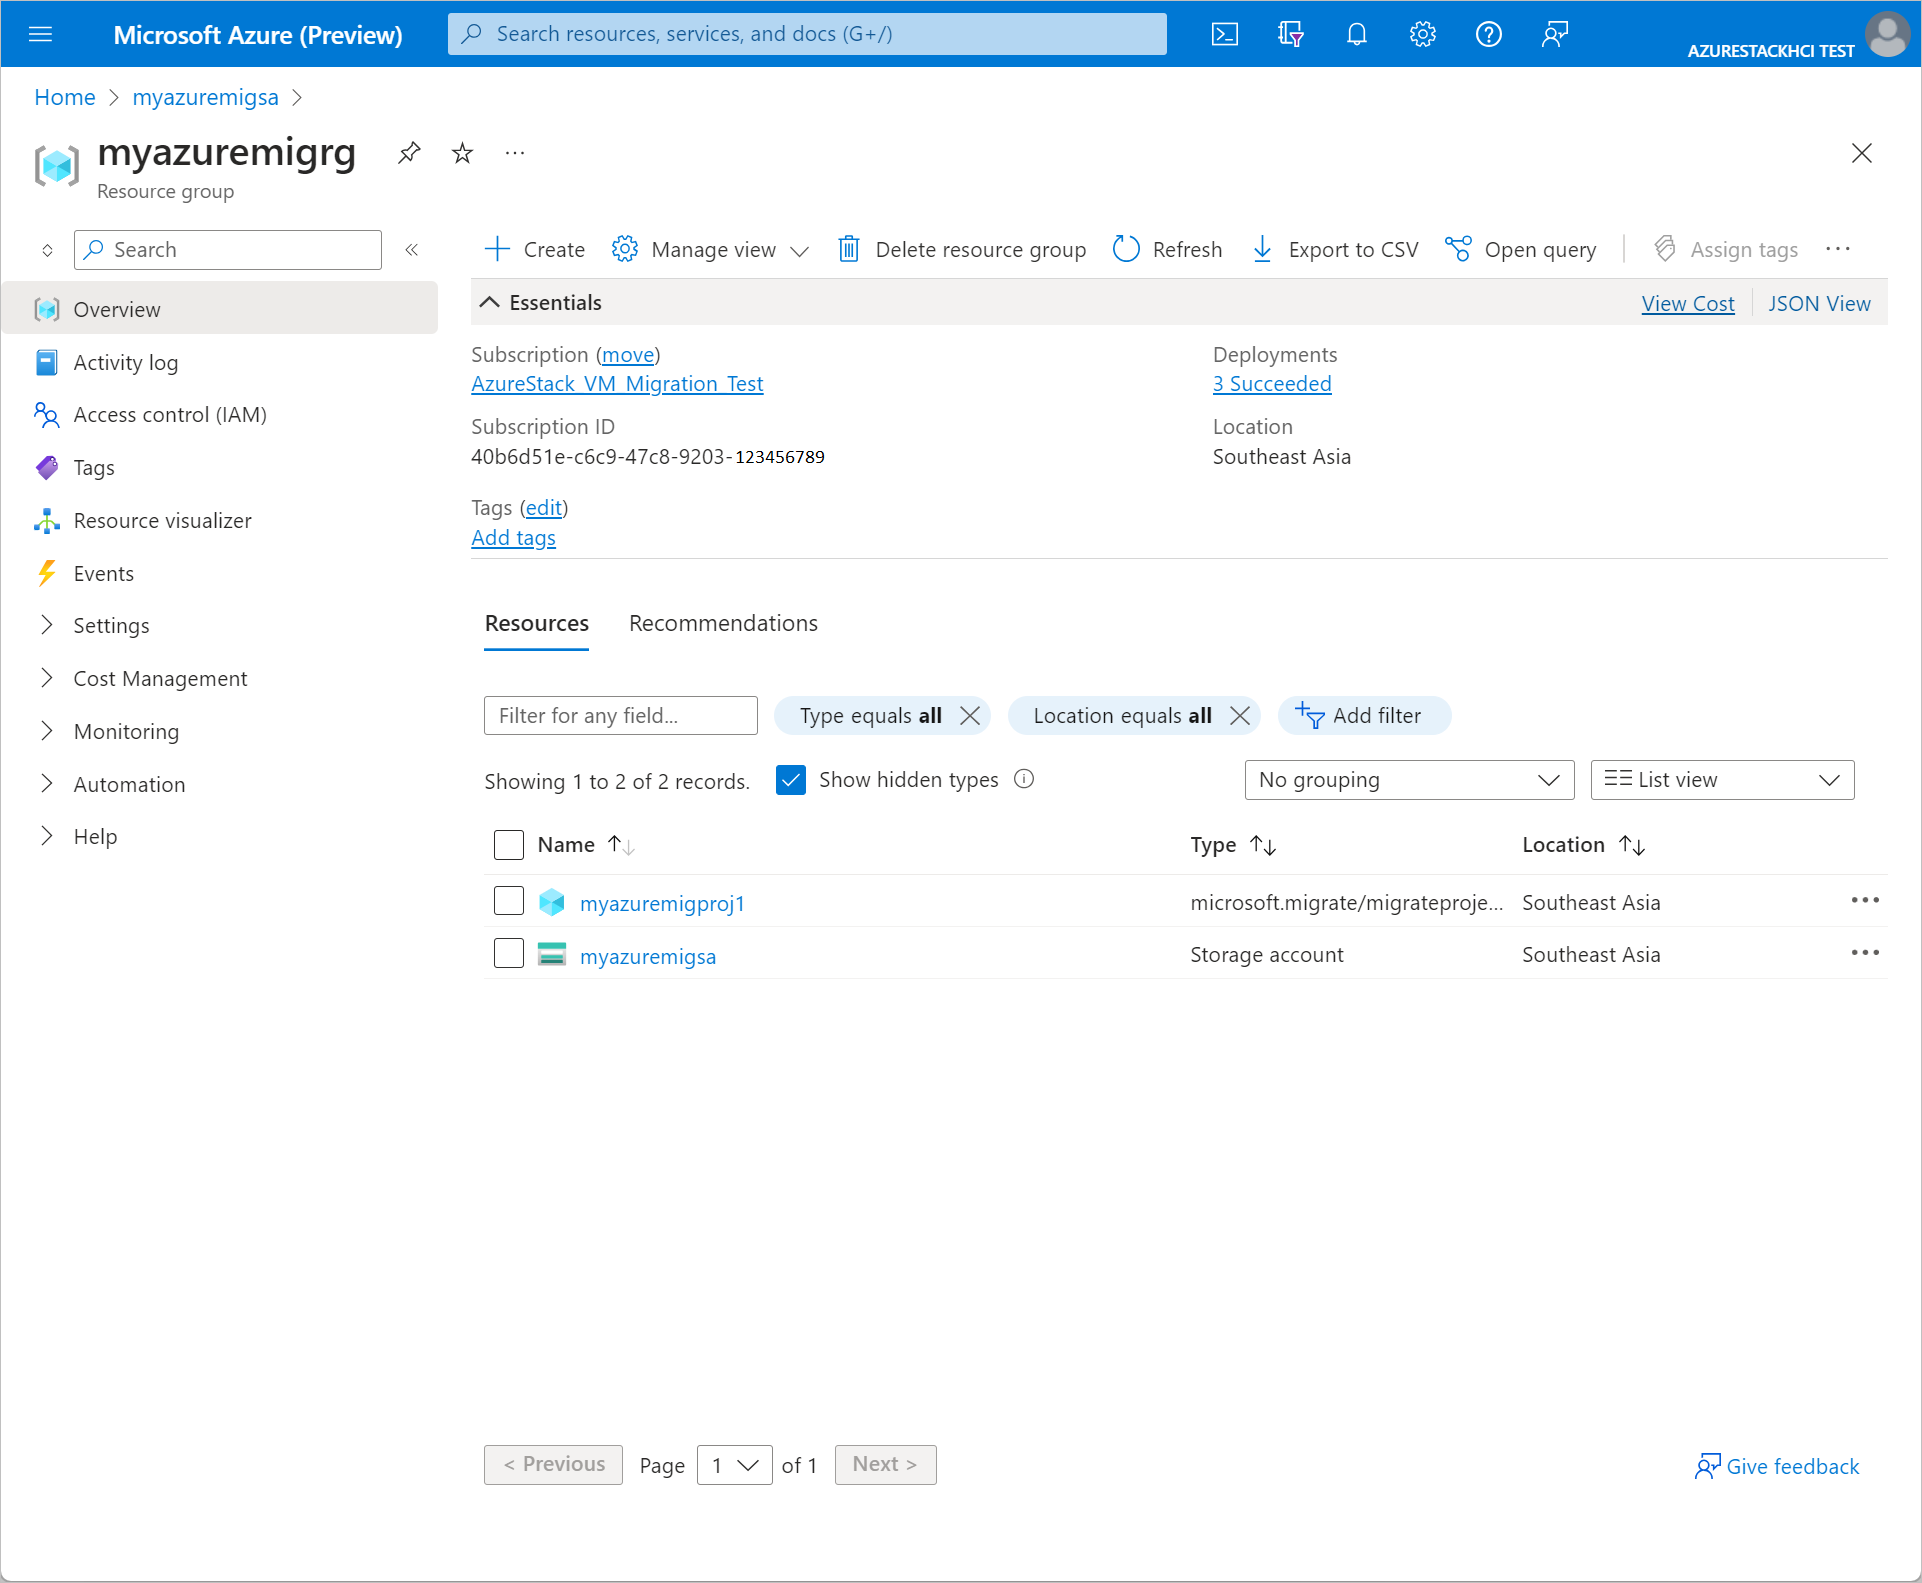 Microsoft Azure (Preview)
Search resources, services, and docs (G+/)
AZURESTACKHCI TEST
Home > myazuremigsa >
myazuremigrg
Resource group
Search
Create
Manage view
Delete resource group
Refresh
Export to CSV
Open query
Assign tags
Overview
Activity log
Access control (IAM)
Tags
Resource visualizer
Events
Settings
Cost Management
Monitoring
Automation
Help
Essentials
View Cost
JSON View
Subscription (move)
AzureStack_VM_Migration_Test
Subscription ID
40b6d51e-c6c9-47c8-9203-123456789
Tags (edit)
Add tags
Deployments
3 Succeeded
Location
Southeast Asia
Resources
Recommendations
Filter for any field...
Type equals all
Location equals all
Add filter
Showing 1 to 2 of 2 records.
Show hidden types
No grouping
List view
Name
Type
Location
myazuremigproj1
microsoft.migrate/migrateproje...
Southeast Asia
myazuremigsa
Storage account
Southeast Asia
< Previous
Page
1
of 1
Next >
Give feedback